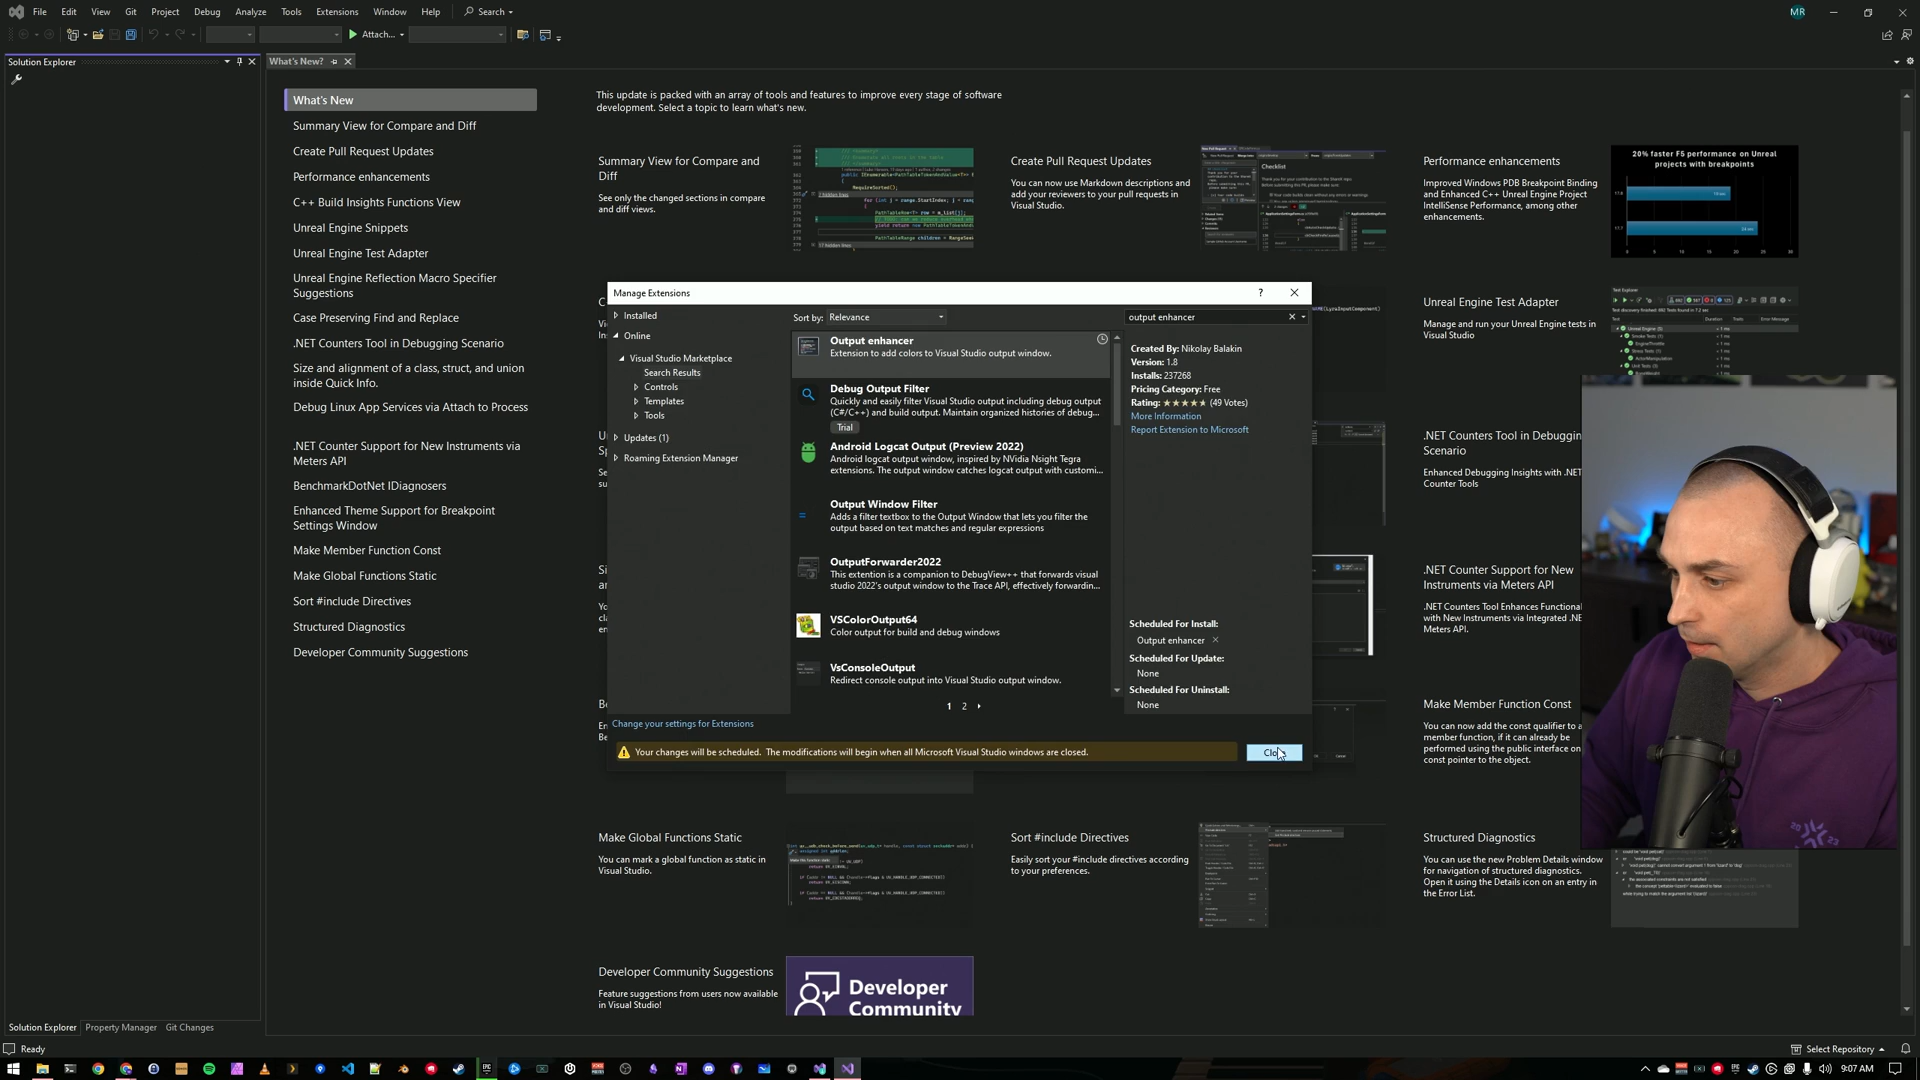 File Edit View Git Project Debug Analyze Tools Extensions Window Help Search
MR
Attach...
Solution Explorer
What's New?
What's New
Summary View for Compare and Diff
Create Pull Request Updates
Performance enhancements
C++ Build Insights Functions View
Unreal Engine Snippets
Unreal Engine Test Adapter
Unreal Engine Reflection Macro Specifier
Suggestions
Case Preserving Find and Replace
.NET Counters Tool in Debugging Scenario
Size and alignment of a class, struct, and union
inside Quick Info.
Debug Linux App Services via Attach to Process
.NET Counter Support for New Instruments via
Meters API
BenchmarkDotNet IDiagnosers
Enhanced Theme Support for Breakpoint
Settings Window
Make Member Function Const
Make Global Functions Static
Sort #include Directives
Structured Diagnostics
Developer Community Suggestions
This update is packed with an array of tools and features to improve every stage of software
development. Select a topic to learn what's new.
Summary View for Compare and
Diff
See only the changed sections in compare
and diff views.
Create Pull Request Updates
You can now use Markdown descriptions and
add your reviewers to your pull requests in
Visual Studio.
Checklist
Performance enhancements
Improved Windows PDB Breakpoint Binding
and Enhanced C++ Unreal Engine Project
IntelliSense Performance, among other
enhancements.
20% faster F5 performance on Unreal
projects with breakpoints
Unreal Engine Test Adapter
Manage and run your Unreal Engine tests in
Visual Studio
Manage Extensions
Installed
Online
Visual Studio Marketplace
Search Results
Controls
Templates
Tools
Updates (1)
Roaming Extension Manager
Sort by: Relevance
output enhancer
Output enhancer
Extension to add colors to Visual Studio output window.
Debug Output Filter
Quickly and easily filter Visual Studio output including debug output
(C#/C++) and build output. Maintain organized histories of debug...
Trial
Android Logcat Output (Preview 2022)
Android logcat output window, inspired by NVidia Nsight Tegra
extensions. The output window catches logcat output with customi...
Output Window Filter
Adds a filter textbox to the Output Window that lets you filter the
output based on text matches and regular expressions
OutputForwarder2022
This extention is a companion to DebugView++ that forwards visual
studio 2022's output window to the Trace API, effectively forwardin...
VSColorOutput64
Color output for build and debug windows
VsConsoleOutput
Redirect console output into Visual Studio output window.
1 2
Created By: Nikolay Balakin
Version: 1.8
Installs: 237268
Pricing Category: Free
Rating: (49 Votes)
More Information
Report Extension to Microsoft
Scheduled For Install:
Output enhancer
Scheduled For Update:
None
Scheduled For Uninstall:
None
Change your settings for Extensions
Your changes will be scheduled. The modifications will begin when all Microsoft Visual Studio windows are closed.
.NET Counters Tool in Debugging
Scenario
Enhanced Debugging Insights with .NET
Counter Tools
.NET Counter Support for New
Instruments via Meters API
.NET Counters Tool Enhances Functional
with New Instruments via Integrated .NE
Meters API.
Make Member Function Const
You can now add the const qualifier to a
member function, if it can already be
performed using the public interface on
const pointer to the object.
Make Global Functions Static
You can mark a global function as static in
Visual Studio.
Sort #include Directives
Easily sort your #include directives according
to your preferences.
Structured Diagnostics
You can use the new Problem Details window
for navigation of structured diagnostics.
Open it using the Details icon on an entry in
the Error List.
Developer Community Suggestions
Feature suggestions from users now available
in Visual Studio!
Developer
Community
Solution Explorer Property Manager Git Changes
Ready
Select Repository
9:07 AM